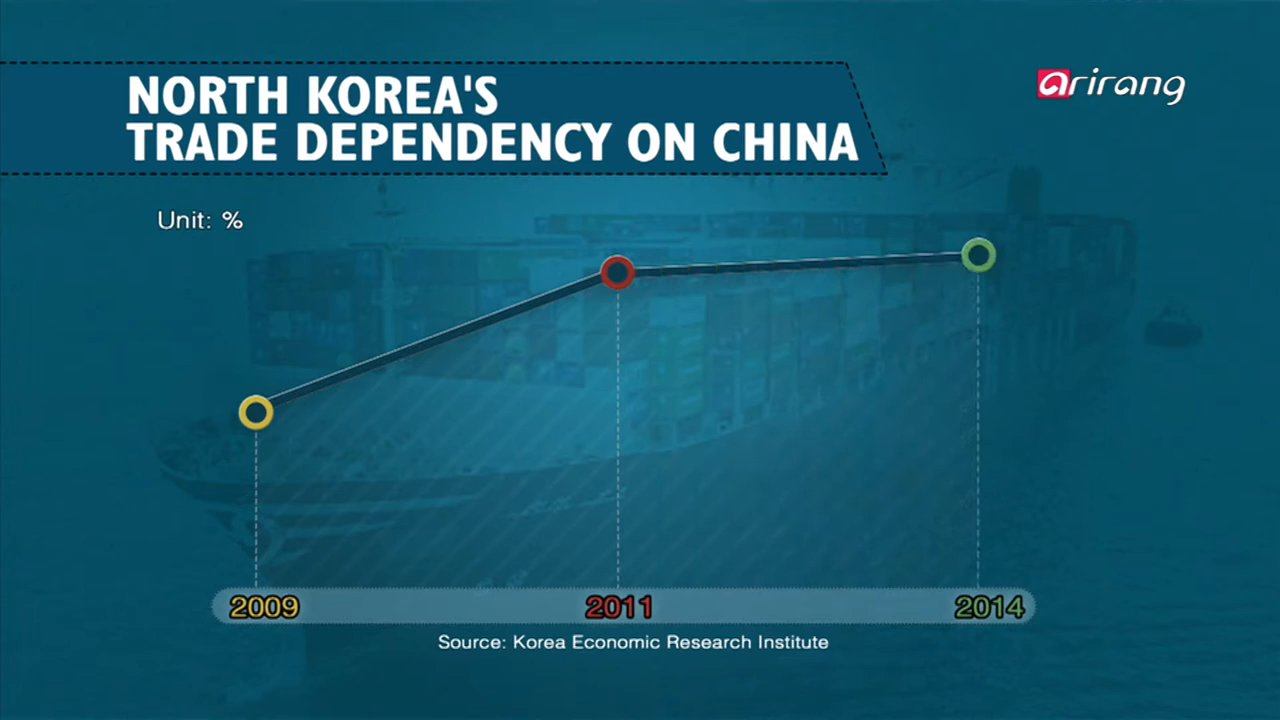 NORTH KOREA'S
TRADE DEPENDENCY ON CHINA
arirang
Unit: %
2009
2011
2014
Source: Korea Economic Research Institute